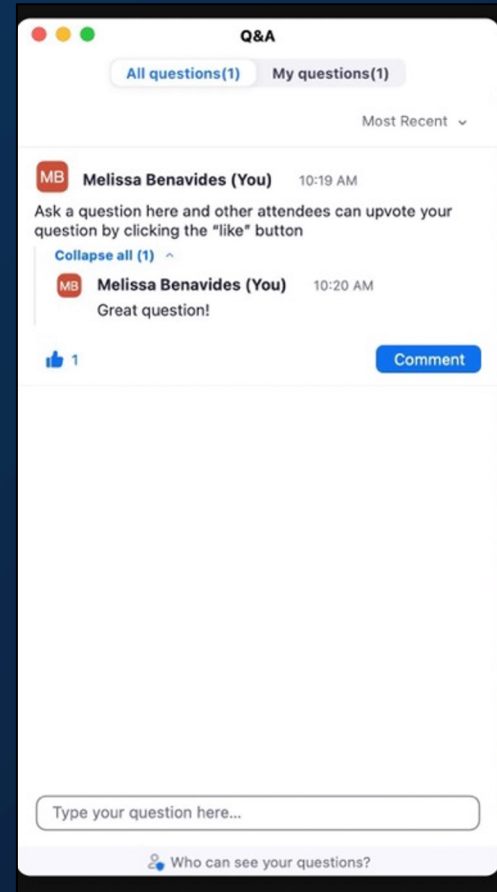 Q&A
All questions(1) My questions(1)
Most Recent
MB Melissa Benavides (You) 10:19 AM
Ask a question here and other attendees can upvote your
question by clicking the “like” button
Collapse all (1)
MB Melissa Benavides (You) 10:20 AM
Great question!
1 Comment
Type your question here...
Who can see your questions?